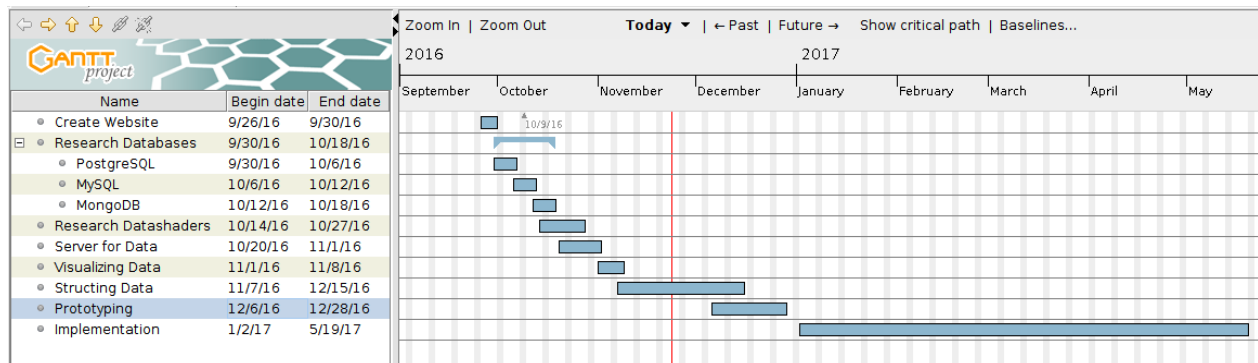 Zoom In | Zoom Out Today ▼ | ← Past | Future → Show critical path | Baselines...
GANTT project
2016 2017
Name Begin date End date
September October November December January February March April May
Create Website 9/26/16 9/30/16
10/9/16
Research Databases 9/30/16 10/18/16
PostgreSQL 9/30/16 10/6/16
MySQL 10/6/16 10/12/16
MongoDB 10/12/16 10/18/16
Research Datashaders 10/14/16 10/27/16
Server for Data 10/20/16 11/1/16
Visualizing Data 11/1/16 11/8/16
Structing Data 11/7/16 12/15/16
Prototyping 12/6/16 12/28/16
Implementation 1/2/17 5/19/17